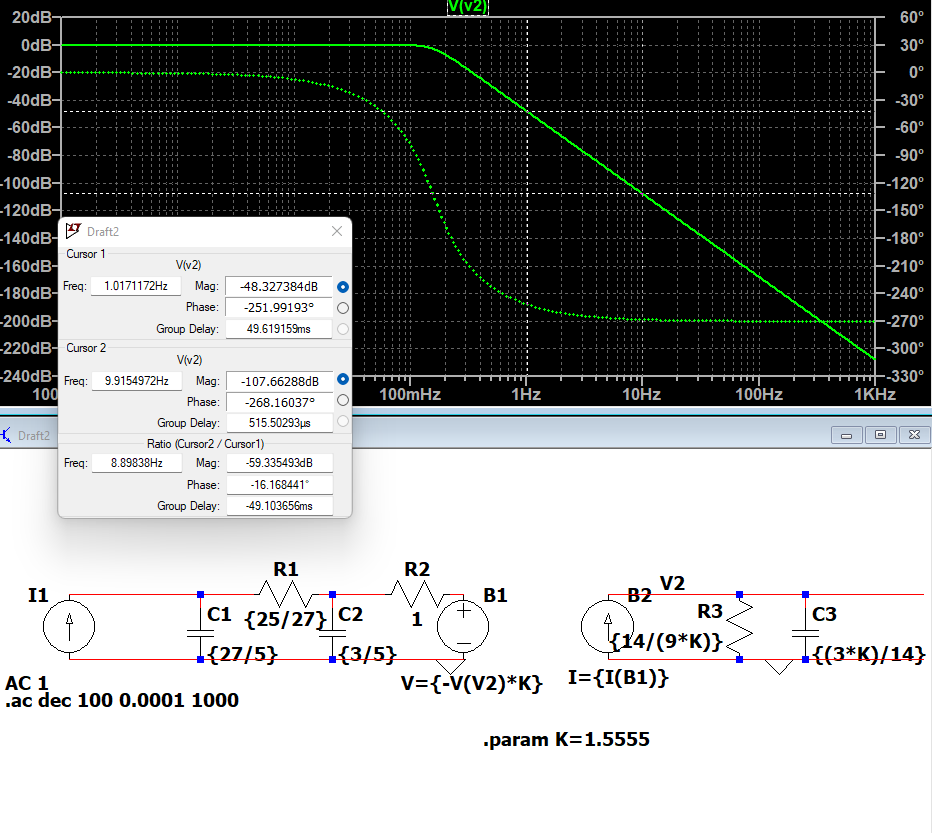 V(v2)
20dB
0dB
-20dB
-40dB
-60dB
-80dB
-100dB
-120dB
-140dB
-160dB
-180dB
-200dB
-220dB
-240dB
60°
30°
0°
-30°
-60°
-90°
-120°
-150°
-180°
-210°
-240°
-270°
-300°
-330°
100mHz 1Hz 10Hz 100Hz 1KHz
Draft2
Cursor 1
V(v2)
Freq: 1.0171172Hz Mag: -48.327384dB
Phase: -251.99193°
Group Delay: 49.619159ms
Cursor 2
V(v2)
Freq: 9.9154972Hz Mag: -107.66288dB
Phase: -268.16037°
Group Delay: 515.50293µs
Ratio (Cursor2 / Cursor1)
Freq: 8.89838Hz Mag: -59.335493dB
Phase: -16.168441°
Group Delay: -49.103656ms
Draft2
I1
AC 1
R1
{25/27}
C1
{27/5}
C2
{3/5}
R2
1
B1
V={-V(V2)*K}
B2
I={I(B1)}
V2
R3
{14/(9*K)}
C3
{(3*K)/14}
.ac dec 100 0.0001 1000
.param K=1.5555